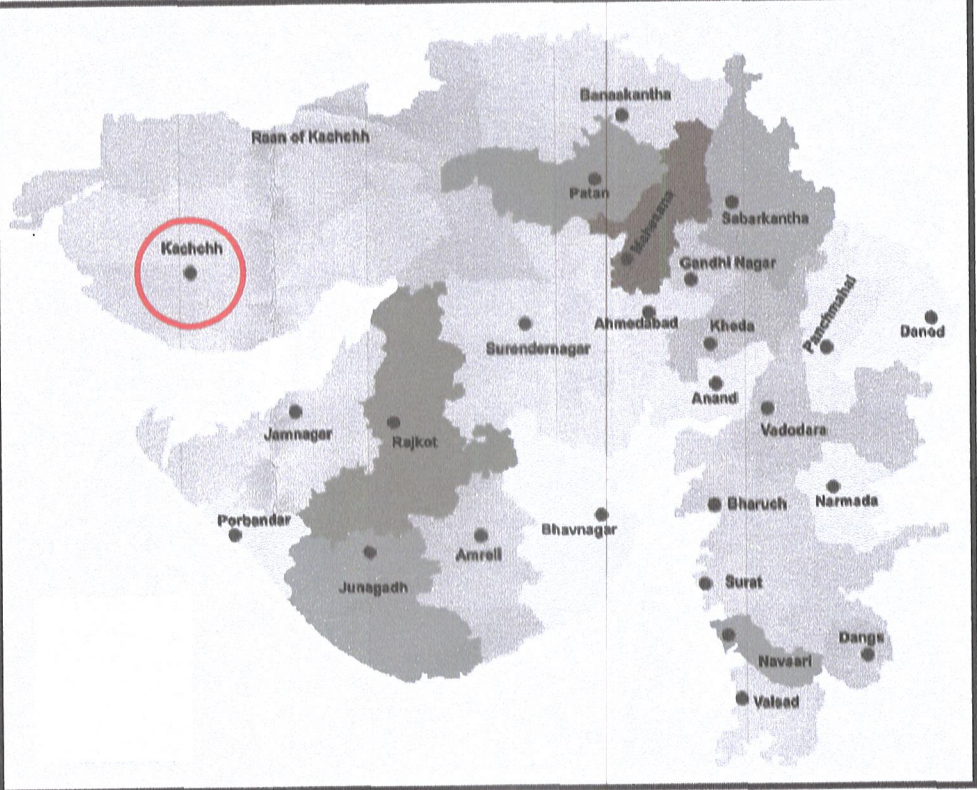 Banaskantha
Raan of Kachchh
Patan
Mahesana
Sabarkantha
Kachchh
Gandhi Nagar
Panchmahal
Ahmedabad
Kheda
Danod
Surendernagar
Anand
Jamnagar
Rajkot
Vadodara
Narmada
Bharuch
Porbandar
Bhavnagar
Amreli
Junagadh
Surat
Dangs
Navsari
Valsad